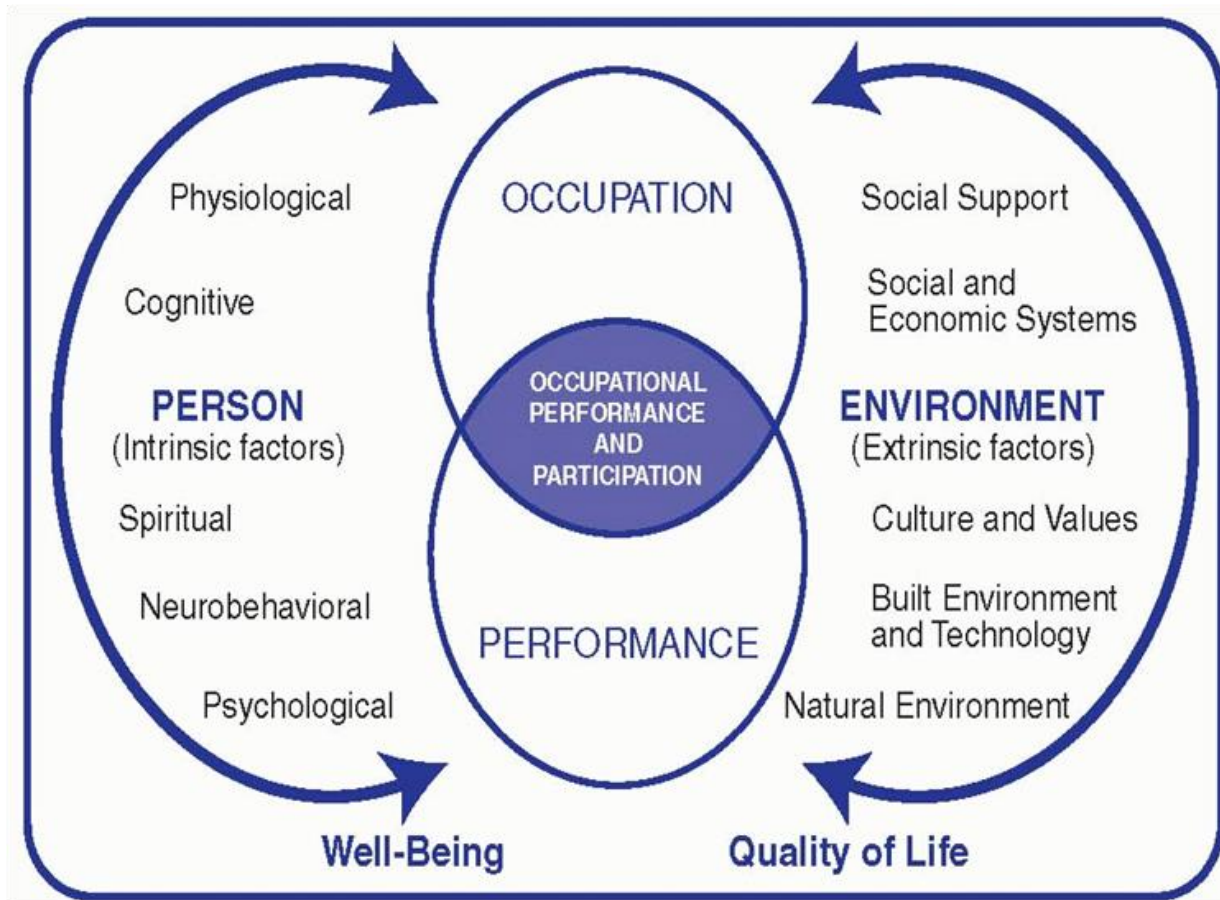 Physiological
Cognitive
PERSON
(Intrinsic factors)
Spiritual
Neurobehavioral
Psychological
OCCUPATION
OCCUPATIONAL
PERFORMANCE
AND
PARTICIPATION
PERFORMANCE
Social Support
Social and
Economic Systems
ENVIRONMENT
(Extrinsic factors)
Culture and Values
Built Environment
and Technology
Natural Environment
Well-Being
Quality of Life